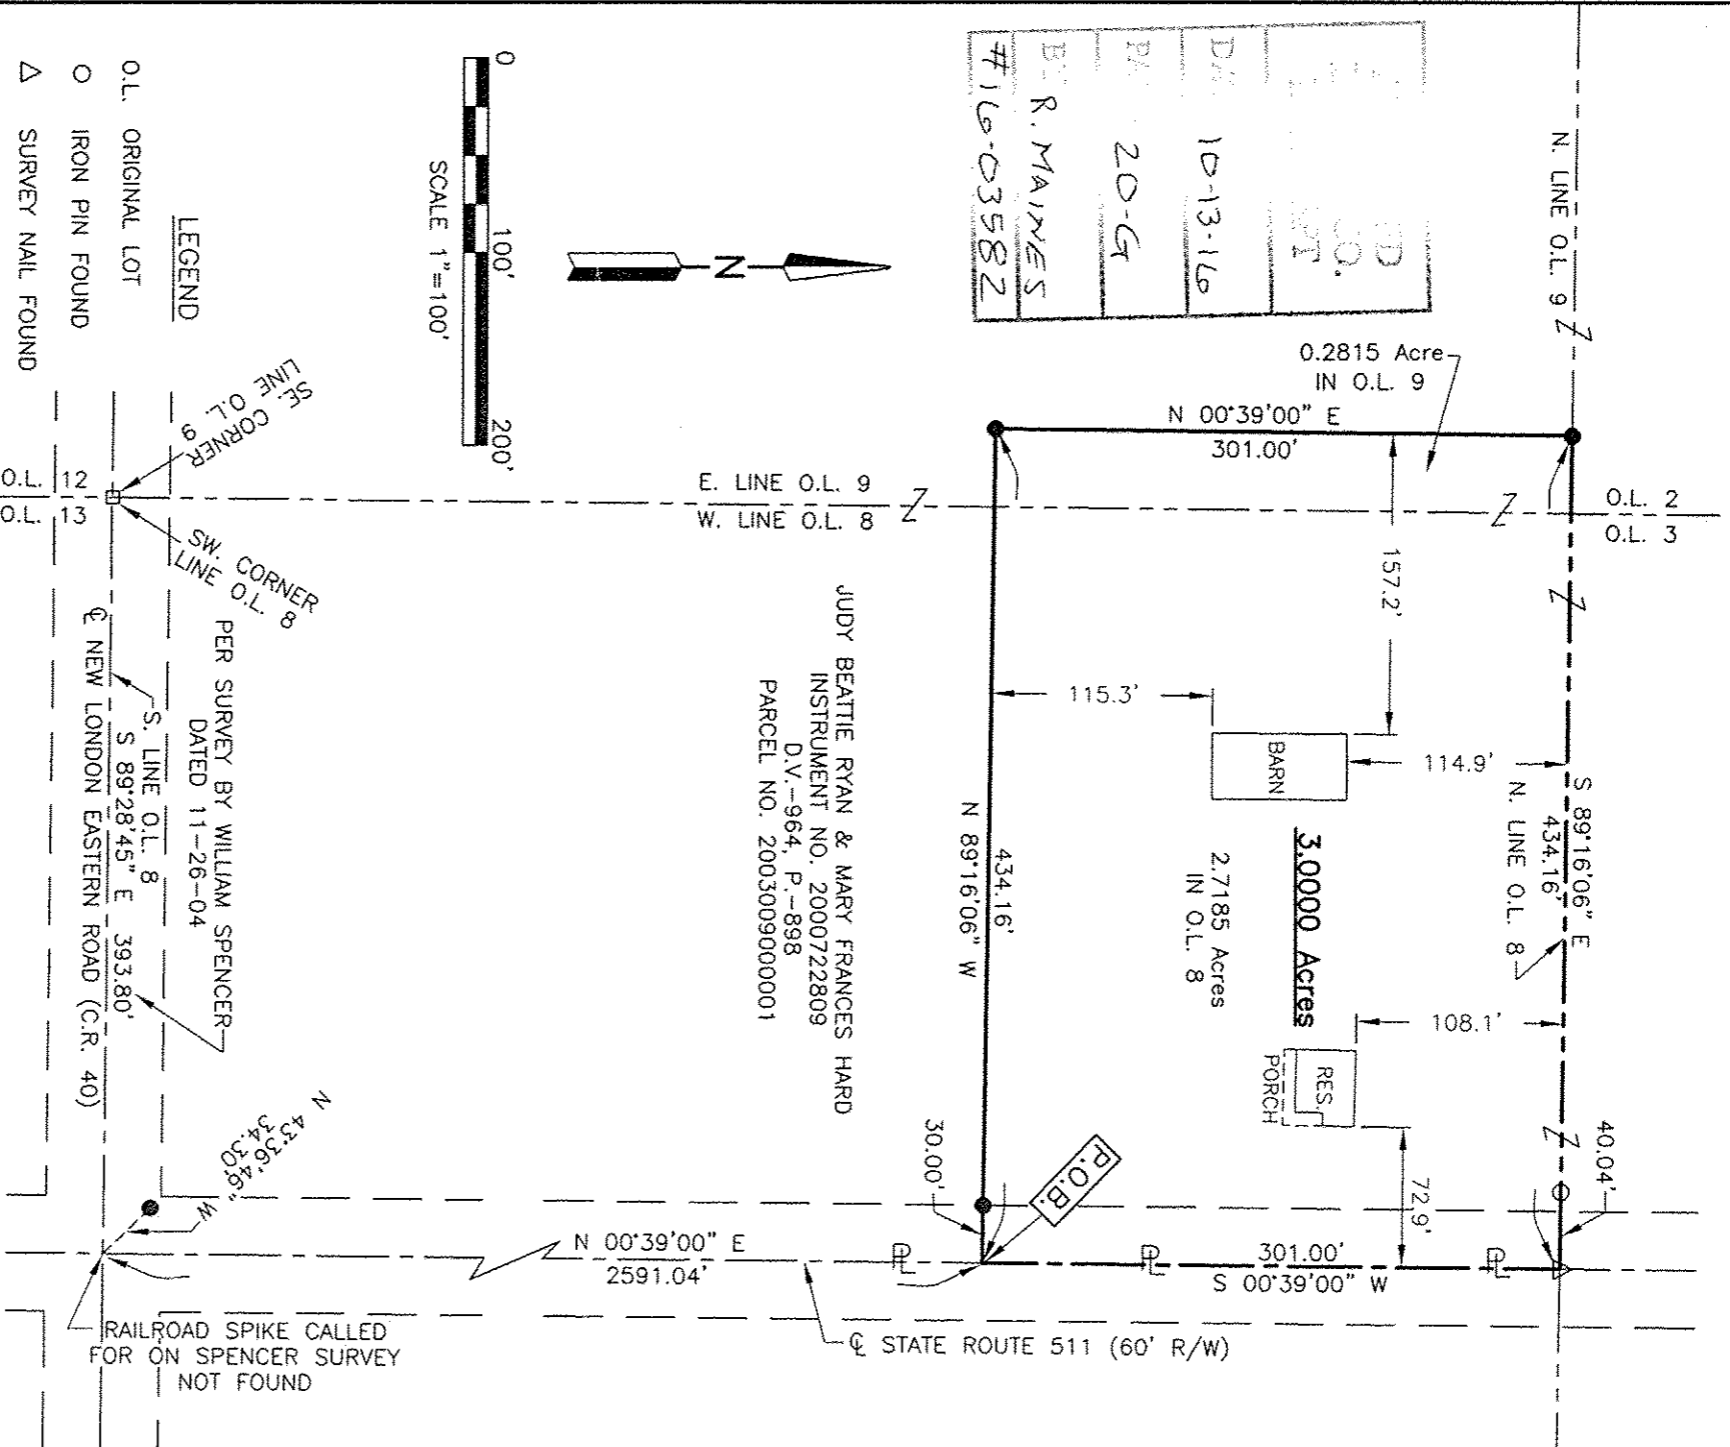 N. LINE O.L. 9
10-13-16
20-G
R. MAINES
#16-03582
0.2815 Acre
IN O.L. 9
N 00°39'00" E
301.00'
O.L. 2
O.L. 3
E. LINE O.L. 9
W. LINE O.L. 8
157.2'
115.3'
BARN
114.9'
S 89°16'06" E
434.16'
N. LINE O.L. 8
3.0000 Acres
2.7185 Acres
IN O.L. 8
434.16'
N 89°16'06" W
108.1'
RES.
PORCH
72.9'
40.04'
30.00'
P.O.B.
301.00'
S 00°39'00" W
N 00°39'00" E
2591.04'
℄ STATE ROUTE 511 (60' R/W)
JUDY BEATTIE RYAN & MARY FRANCES HARD
INSTRUMENT NO. 2000722809
D.V.-964, P.-898
PARCEL NO. 200300900001
N
0
100'
200'
SCALE 1"=100'
LEGEND
O.L. ORIGINAL LOT
O IRON PIN FOUND
△ SURVEY NAIL FOUND
SE. CORNER
LINE O.L. 9
O.L. 12
O.L. 13
SW. CORNER
LINE O.L. 8
PER SURVEY BY WILLIAM SPENCER
DATED 11-26-04
S. LINE O.L. 8
S 89°28'45" E 393.80'
℄ NEW LONDON EASTERN ROAD (C.R. 40)
N 43°36'46" W
34.30'
RAILROAD SPIKE CALLED
FOR ON SPENCER SURVEY
NOT FOUND